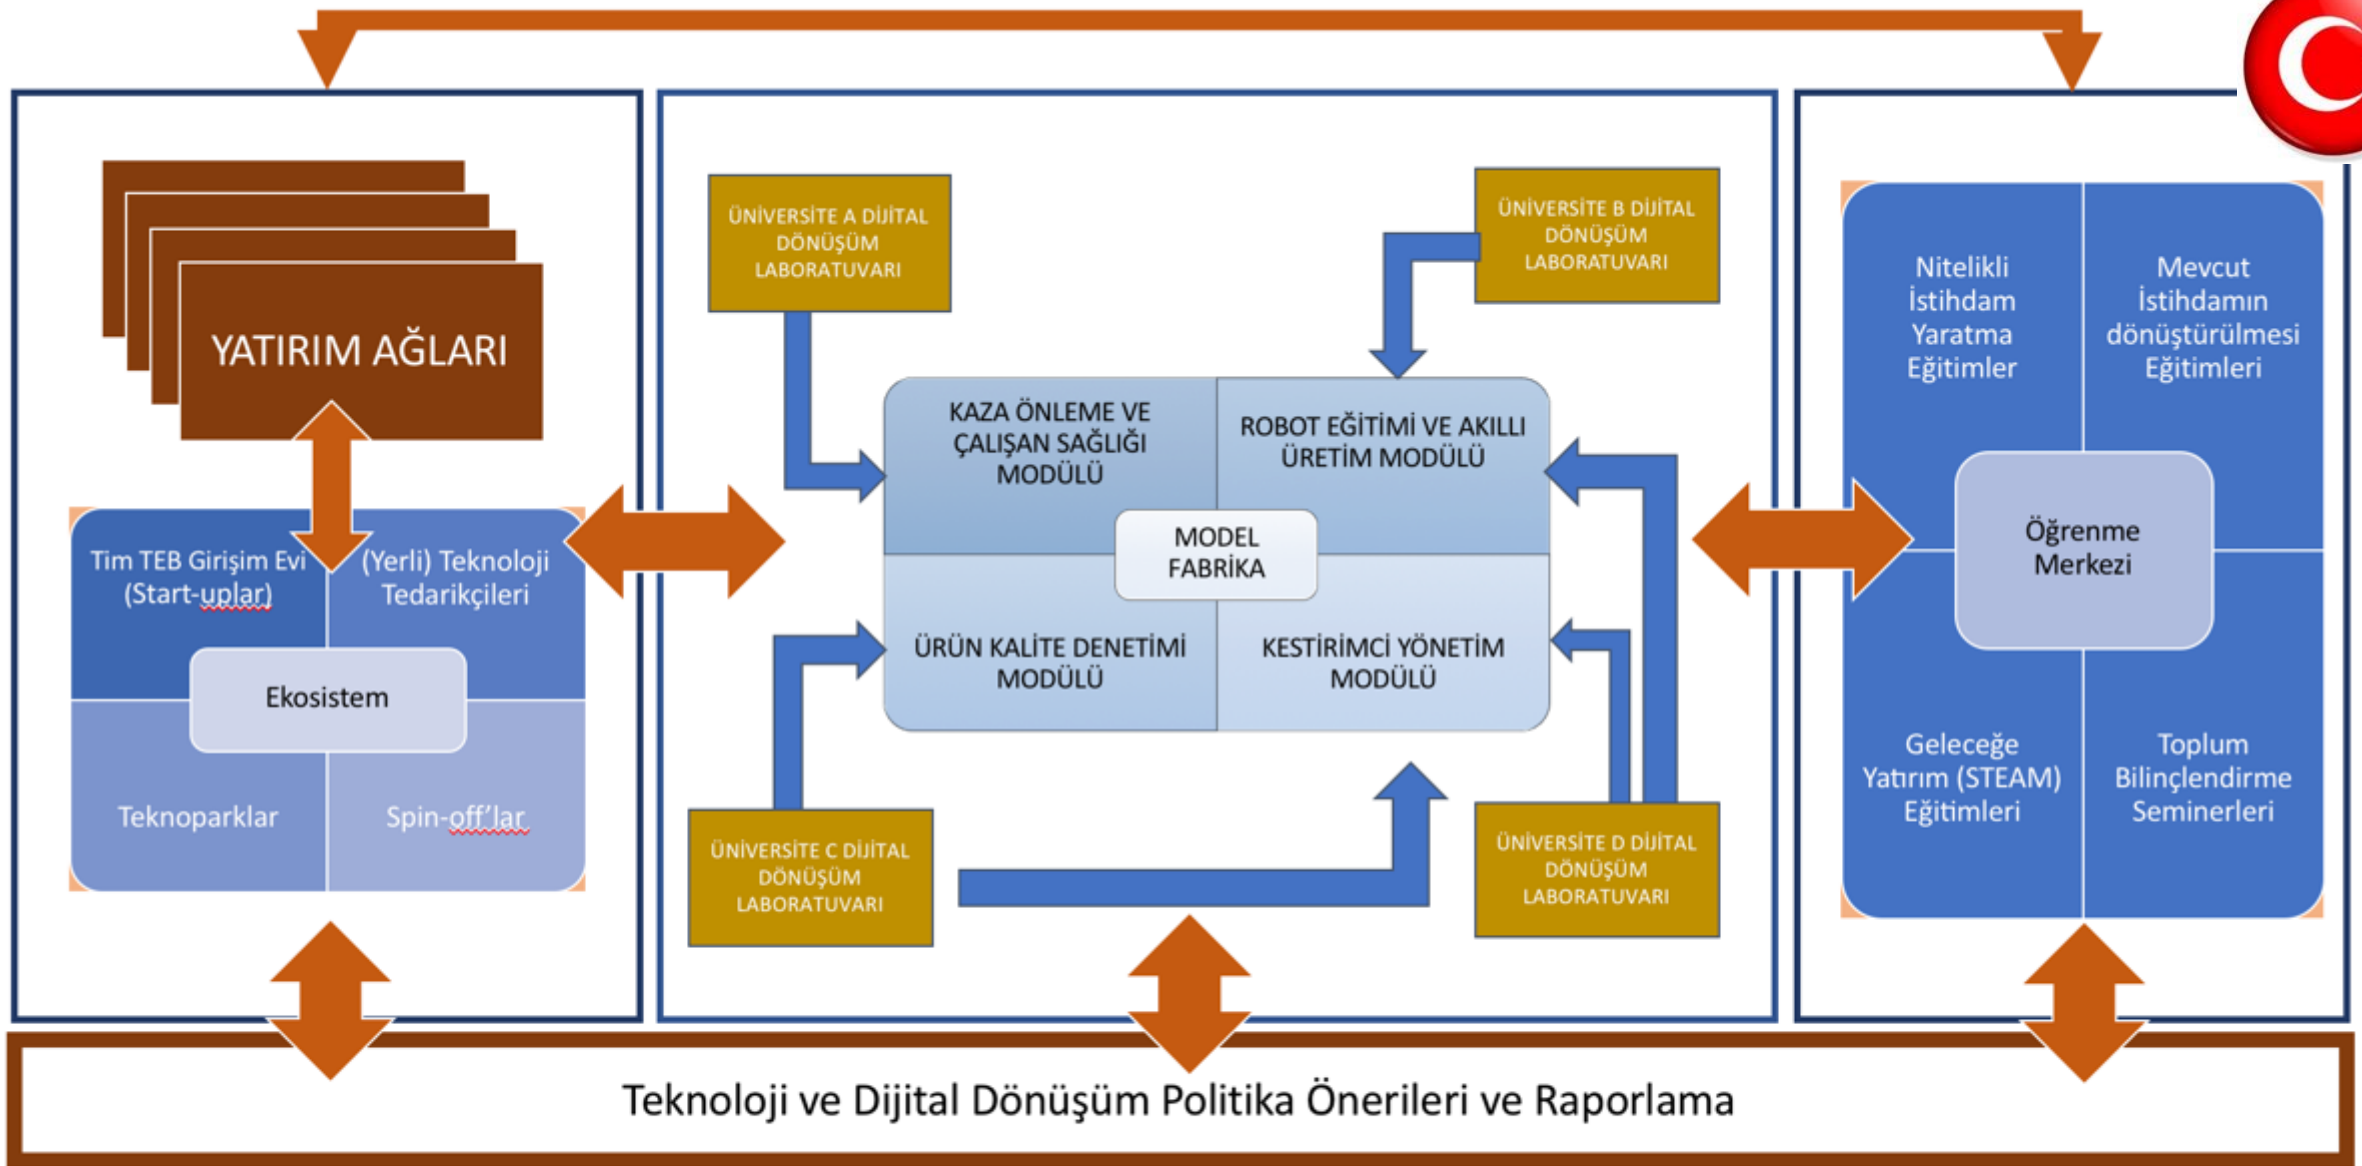 YATIRIM AĞLARI
Tim TEB Girişim Evi
(Start-uplar)
(Yerli) Teknoloji
Tedarikçileri
Ekosistem
Teknoparklar
Spin-off'lar
ÜNİVERSİTE A DİJİTAL
DÖNÜŞÜM
LABORATUVARI
ÜNİVERSİTE B DİJİTAL
DÖNÜŞÜM
LABORATUVARI
KAZA ÖNLEME VE
ÇALIŞAN SAĞLIĞI
MODÜLÜ
ROBOT EĞİTİMİ VE AKILLI
ÜRETİM MODÜLÜ
MODEL
FABRİKA
ÜRÜN KALİTE DENETİMİ
MODÜLÜ
KESTİRİMCİ YÖNETİM
MODÜLÜ
ÜNİVERSİTE C DİJİTAL
DÖNÜŞÜM
LABORATUVARI
ÜNİVERSİTE D DİJİTAL
DÖNÜŞÜM
LABORATUVARI
Nitelikli
İstihdam
Yaratma
Eğitimler
Mevcut
İstihdamın
dönüştürülmesi
Eğitimleri
Öğrenme
Merkezi
Geleceğe
Yatırım (STEAM)
Eğitimleri
Toplum
Bilinçlendirme
Seminerleri
Teknoloji ve Dijital Dönüşüm Politika Önerileri ve Raporlama